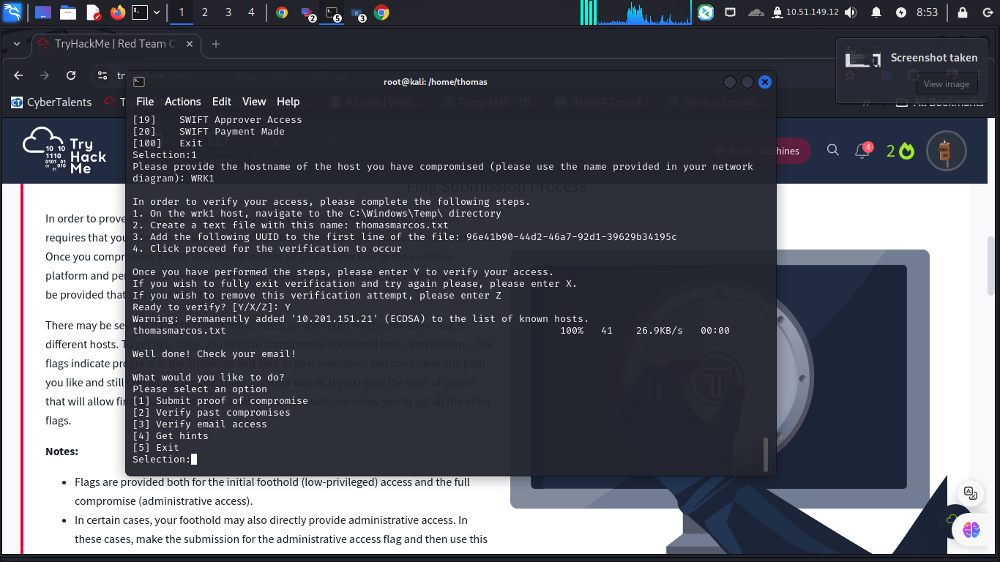 1 2 3 4
2
5
3
10.51.149.12
8:53
TryHackMe | Red Team C
Screenshot taken
View image
root@kali: /home/thomas
CyberTalents
All labs | Web
Temp Mail - Di...
Base64 Decod...
Nessus Essenti...
All Bookmarks
File Actions Edit View Help
[19] SWIFT Approver Access
[20] SWIFT Payment Made
[100] Exit
Selection:1
Please provide the hostname of the host you have compromised (please use the name provided in your network
diagram): WRK1
In order to verify your access, please complete the following steps.
1. On the wrk1 host, navigate to the C:\Windows\Temp\ directory
2. Create a text file with this name: thomasmarcos.txt
3. Add the following UUID to the first line of the file: 96e41b90-44d2-46a7-92d1-39629b34195c
4. Click proceed for the verification to occur
Once you have performed the steps, please enter Y to verify your access.
If you wish to fully exit verification and try again please, please enter X.
If you wish to remove this verification attempt, please enter Z
Ready to verify? [Y/X/Z]: Y
Warning: Permanently added '10.201.151.21' (ECDSA) to the list of known hosts.
thomasmarcos.txt 100% 41 26.9KB/s 00:00
Well done! Check your email!
What would you like to do?
Please select an option
[1] Submit proof of compromise
[2] Verify past compromises
[3] Verify email access
[4] Get hints
[5] Exit
Selection:
Try
Hack
Me
10 10
1110
0101 01
010
Access Machines
4
2
Flag Submission Process
In order to prove
requires that you
Once you compromise a host, you should initiate an SSH connection to the e-Citizen
platform and
be provided
There may be
different hosts. To get new flags, you need to compromise additional hosts and systems. The
flags indicate progress in the challenge and lead to goal execution. You can follow any path
you like and still other words, if you reach the level of access
that will allow will also allow you to get all the other
flags.
Notes:
Flags are provided both for the initial foothold (low-privileged) access and the full
compromise (administrative access).
In certain cases, your foothold may also directly provide administrative access. In
these cases, make the submission for the administrative access flag and then use this